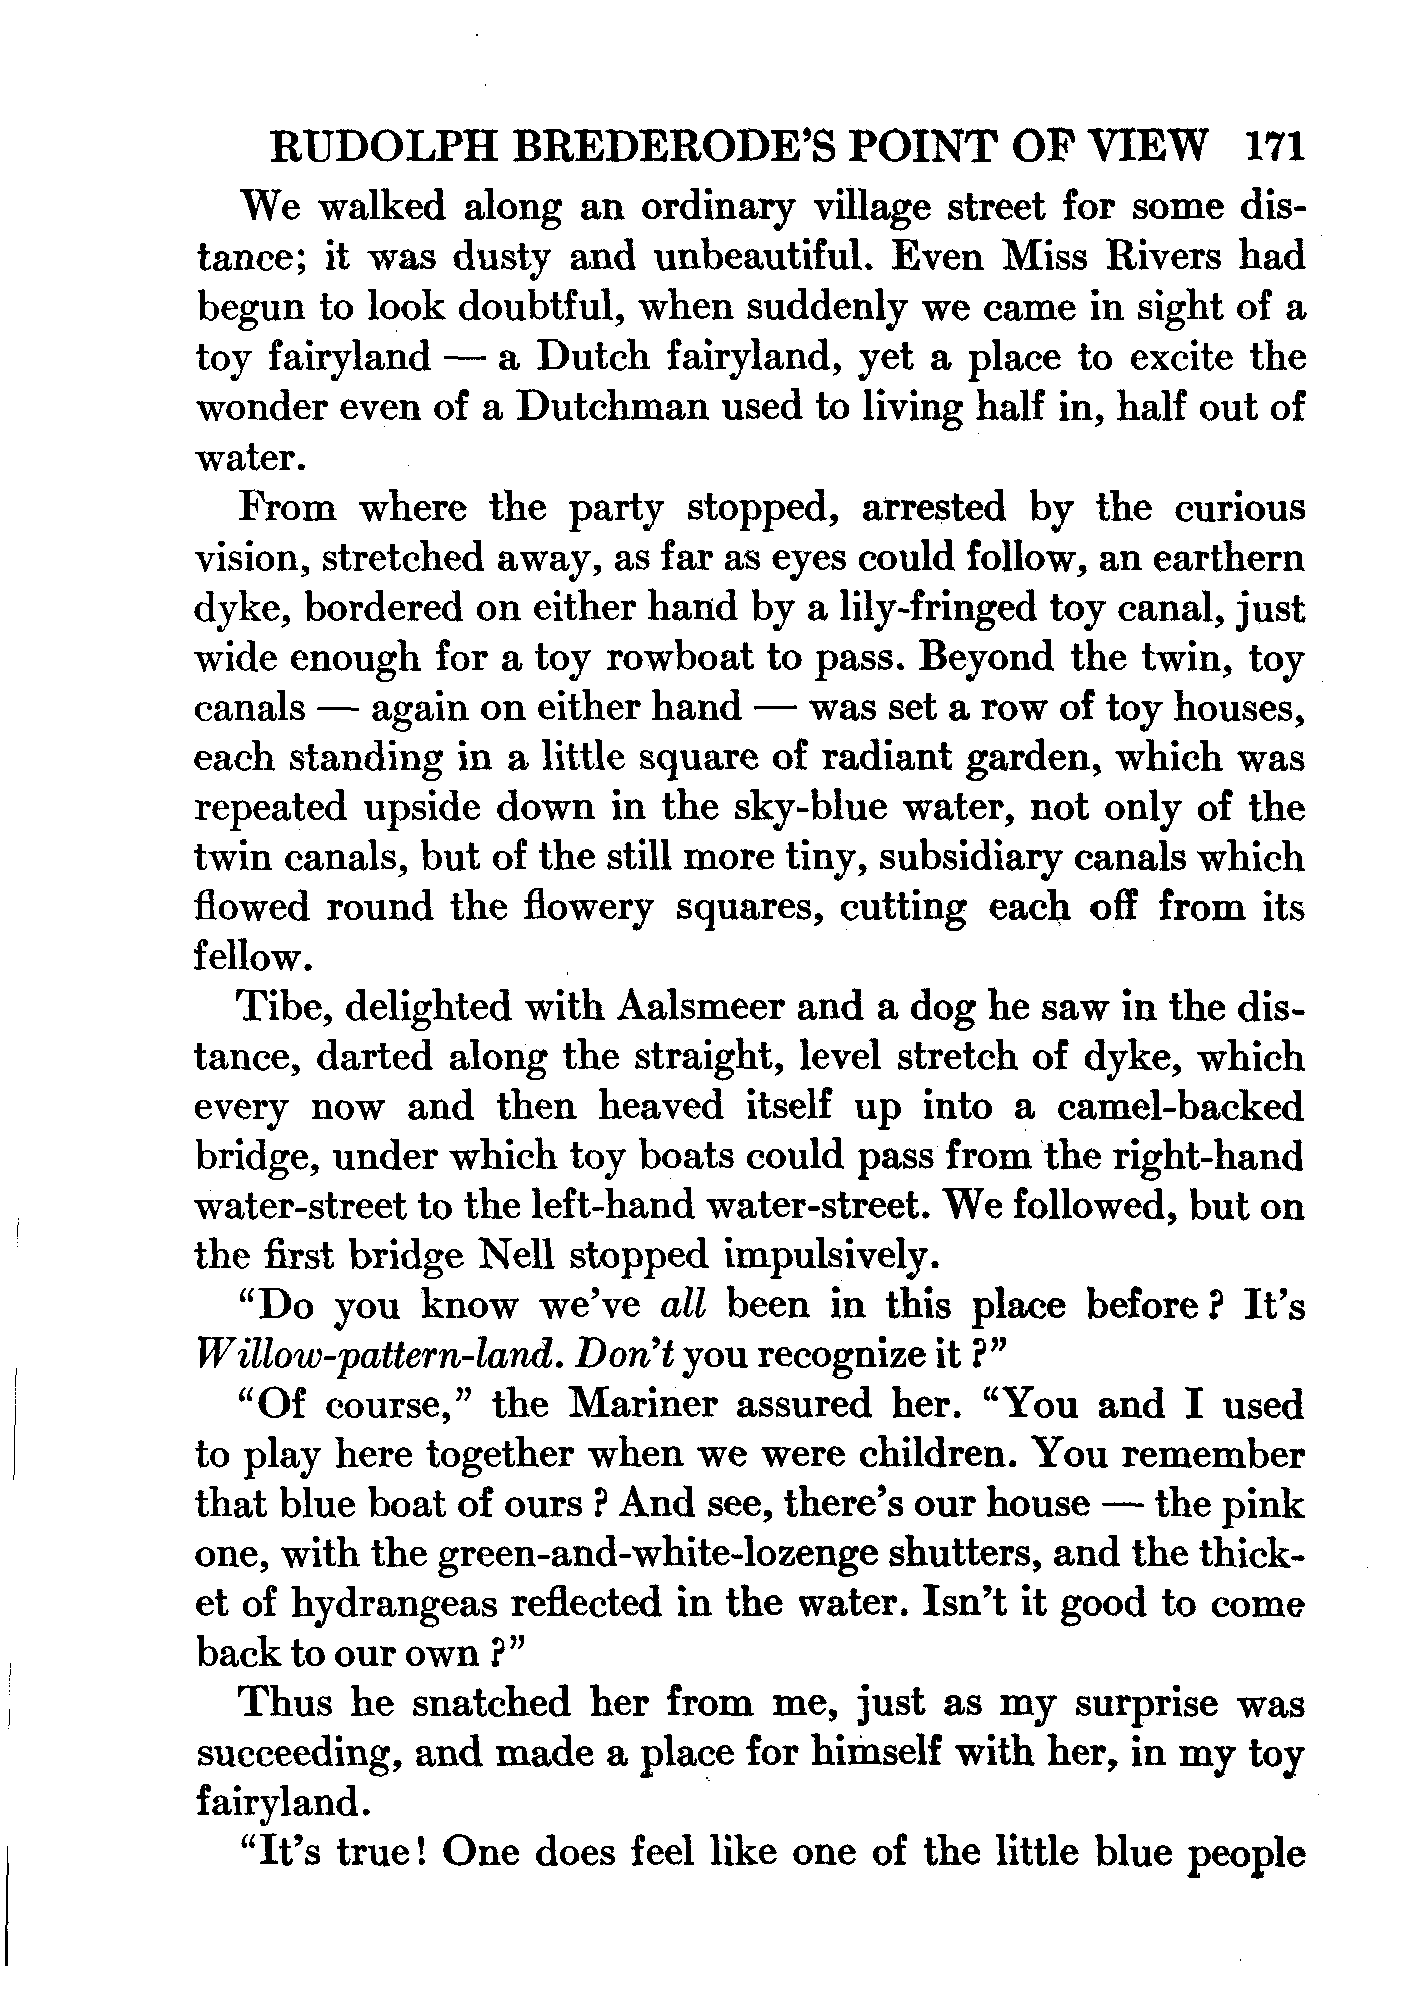 RUDOLPH BREDERODE'S POINT OF VIEW 171
We walked along an ordinary village street for some dis-
tance; it was dusty and unbeautiful. Even Miss Rivers had
begun to look doubtful, when suddenly we came in sight of a
toy fairyland — a Dutch fairyland, yet a place to excite the
wonder even of a Dutchman used to living half in, half out of
water.
From where the party stopped, arrested by the curious
vision, stretched away, as far as eyes could follow, an earthern
dyke, bordered on either hand by a lily-fringed toy canal, just
wide enough for a toy rowboat to pass. Beyond the twin, toy
canals — again on either hand — was set a row of toy houses,
each standing in a little square of radiant garden, which was
repeated upside down in the sky-blue water, not only of the
twin canals, but of the still more tiny, subsidiary canals which
flowed round the flowery squares, cutting each off from its
fellow.
Tibe, delighted with Aalsmeer and a dog he saw in the dis-
tance, darted along the straight, level stretch of dyke, which
every now and then heaved itself up into a camel-backed
bridge, under which toy boats could pass from the right-hand
water-street to the left-hand water-street. We followed, but on
the first bridge Nell stopped impulsively.
"Do you know we've all been in this place before? It's
Willow-pattern-land. Don't you recognize it?"
"Of course," the Mariner assured her. "You and I used
to play here together when we were children. You remember
that blue boat of ours? And see, there's our house — the pink
one, with the green-and-white-lozenge shutters, and the thick-
et of hydrangeas reflected in the water. Isn't it good to come
back to our own?"
Thus he snatched her from me, just as my surprise was
succeeding, and made a place for himself with her, in my toy
fairyland.
"It's true! One does feel like one of the little blue people